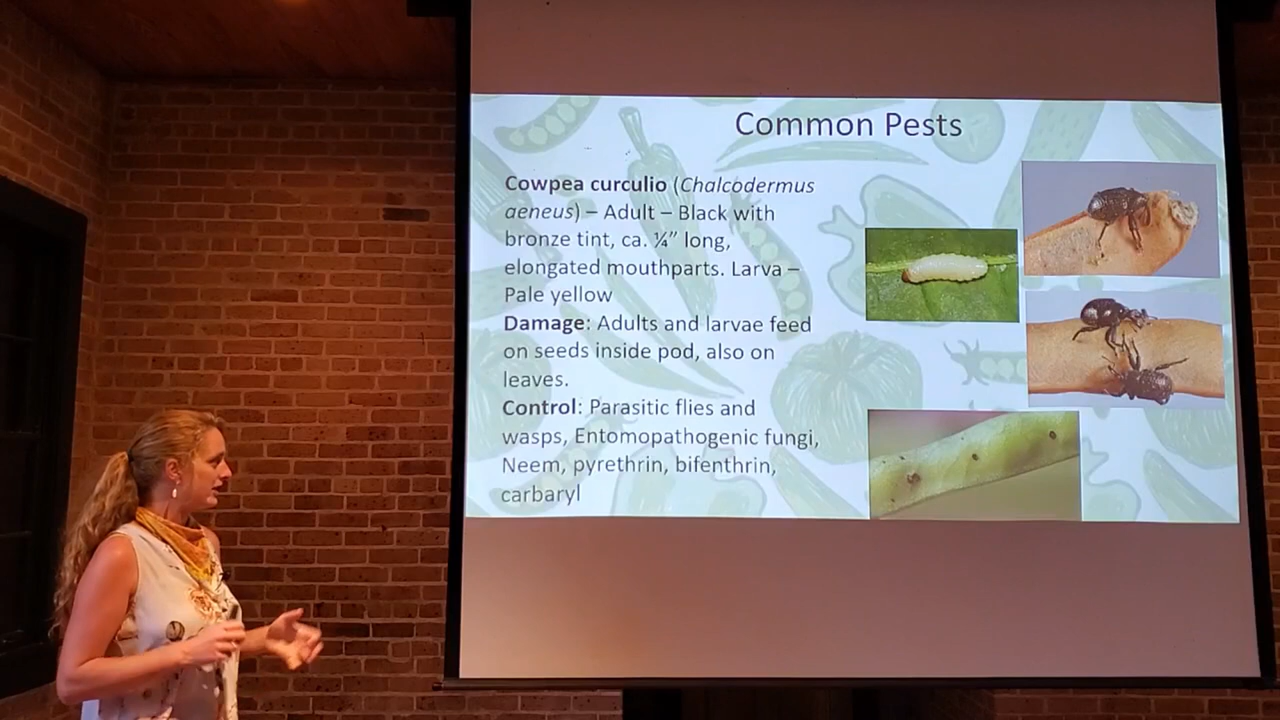 Common Pests
Cowpea curculio (Chalcodermus
aeneus) – Adult – Black with
bronze tint, ca. ¼” long,
elongated mouthparts. Larva –
Pale yellow
Damage: Adults and larvae feed
on seeds inside pod, also on
leaves.
Control: Parasitic flies and
wasps, Entomopathogenic fungi,
Neem, pyrethrin, bifenthrin,
carbaryl